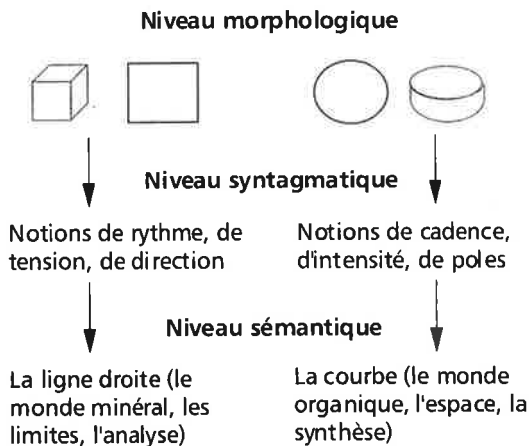 Niveau morphologique
Niveau syntagmatique
Notions de rythme, de
tension, de direction
Notions de cadence,
d'intensité, de poles
Niveau sémantique
La ligne droite (le
monde minéral, les
limites, l'analyse)
La courbe (le monde
organique, l'espace, la
synthèse)